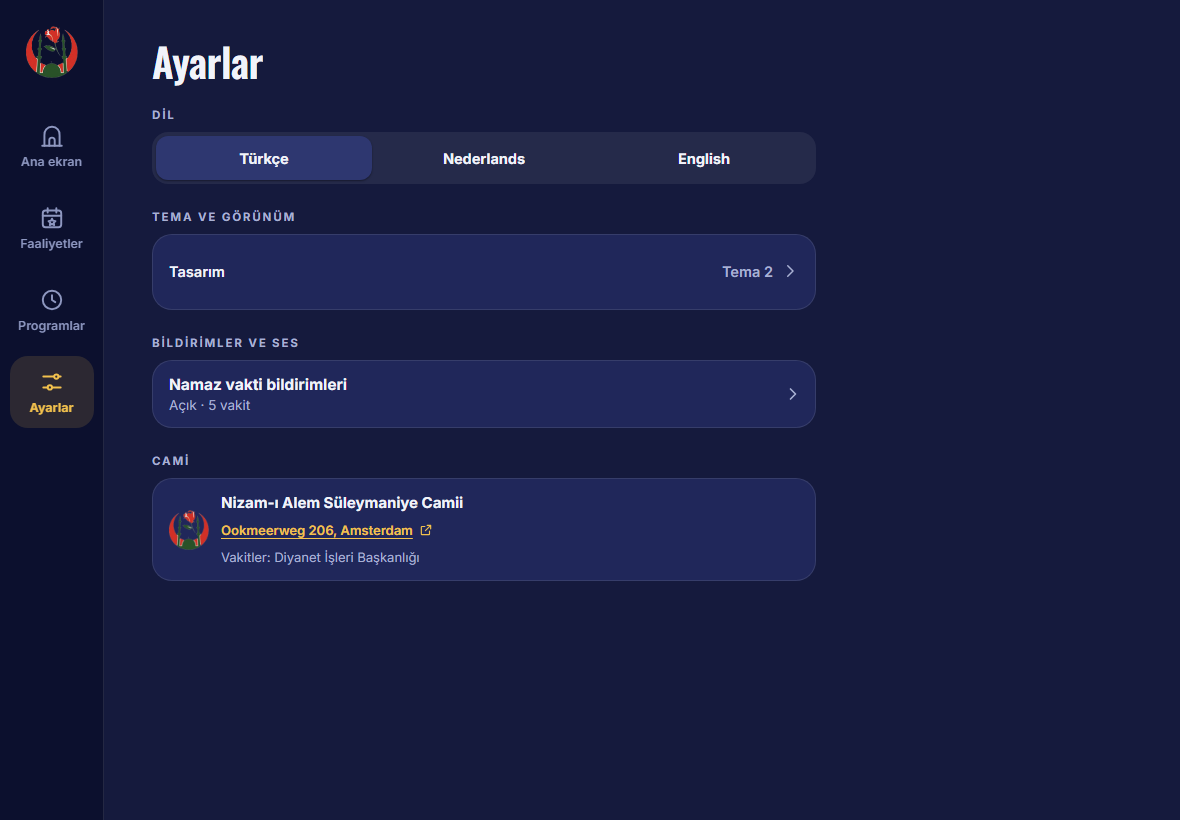 Ayarlar
DİL
Türkçe
Nederlands
English
TEMA VE GÖRÜNÜM
Tasarım
Tema 2
BİLDİRİMLER VE SES
Namaz vakti bildirimleri
Açık · 5 vakit
CAMİ
Nizam-ı Alem Süleymaniye Camii
Ookmeerweg 206, Amsterdam
Vakitler: Diyanet İşleri Başkanlığı
Ana ekran
Faaliyetler
Programlar
Ayarlar